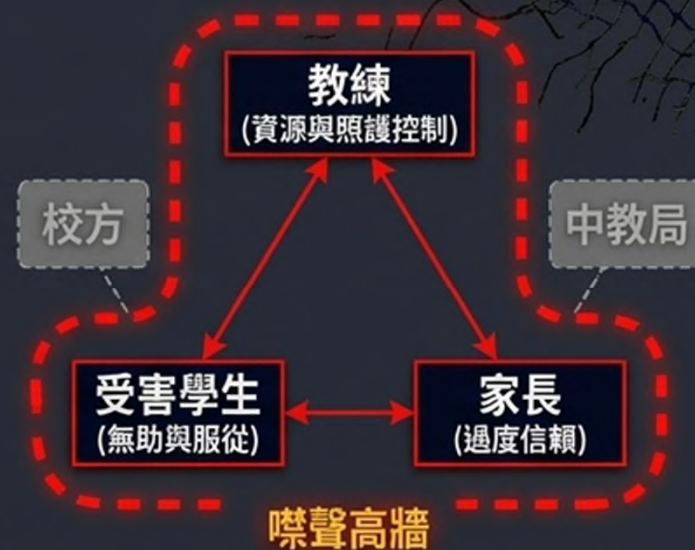 教練
(資源與照護控制)
校方
中教局
受害學生
(無助與服從)
家長
(過度信賴)
噤聲高牆